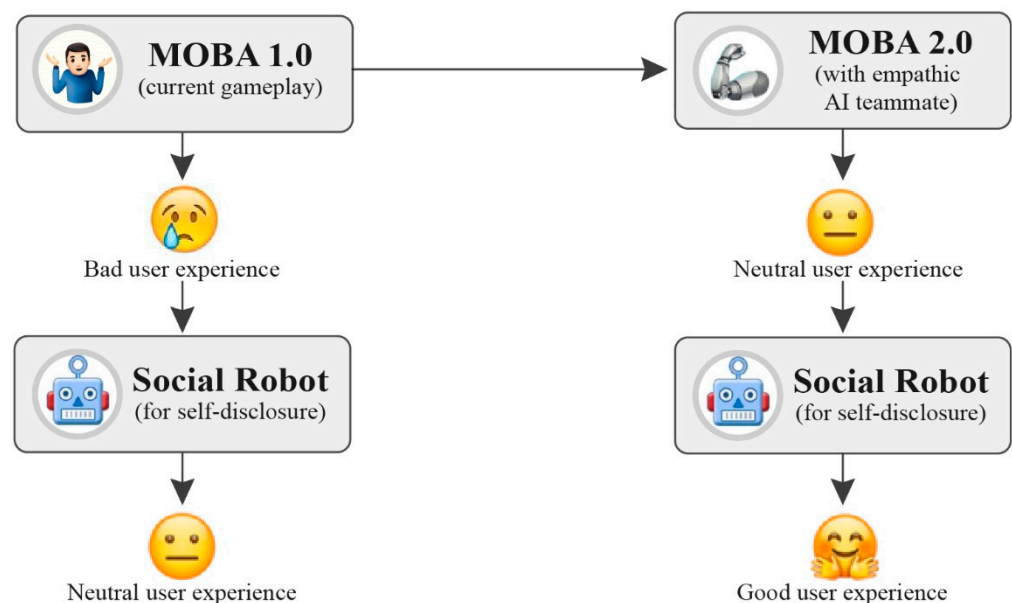 MOBA 1.0
(current gameplay)
MOBA 2.0
(with empathic
AI teammate)
Bad user experience
Neutral user experience
Social Robot
(for self-disclosure)
Social Robot
(for self-disclosure)
Neutral user experience
Good user experience